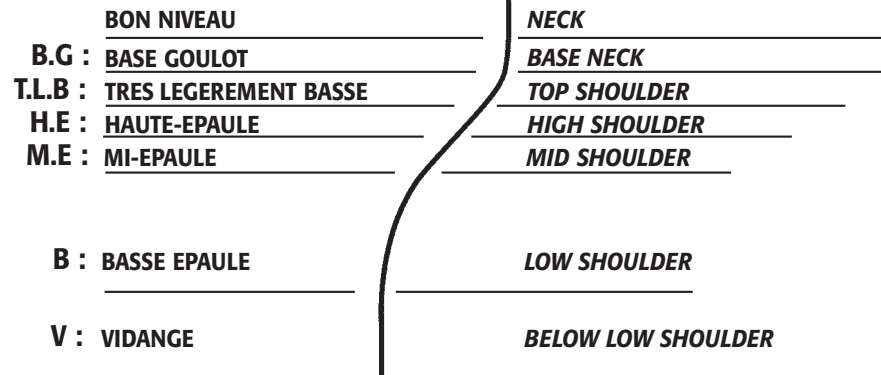 BON NIVEAU NECK
B.G : BASE GOULOT BASE NECK
T.L.B : TRES LEGEREMENT BASSE TOP SHOULDER
H.E : HAUTE-EPAULE HIGH SHOULDER
M.E : MI-EPAULE MID SHOULDER
B : BASSE EPAULE LOW SHOULDER
V : VIDANGE BELOW LOW SHOULDER